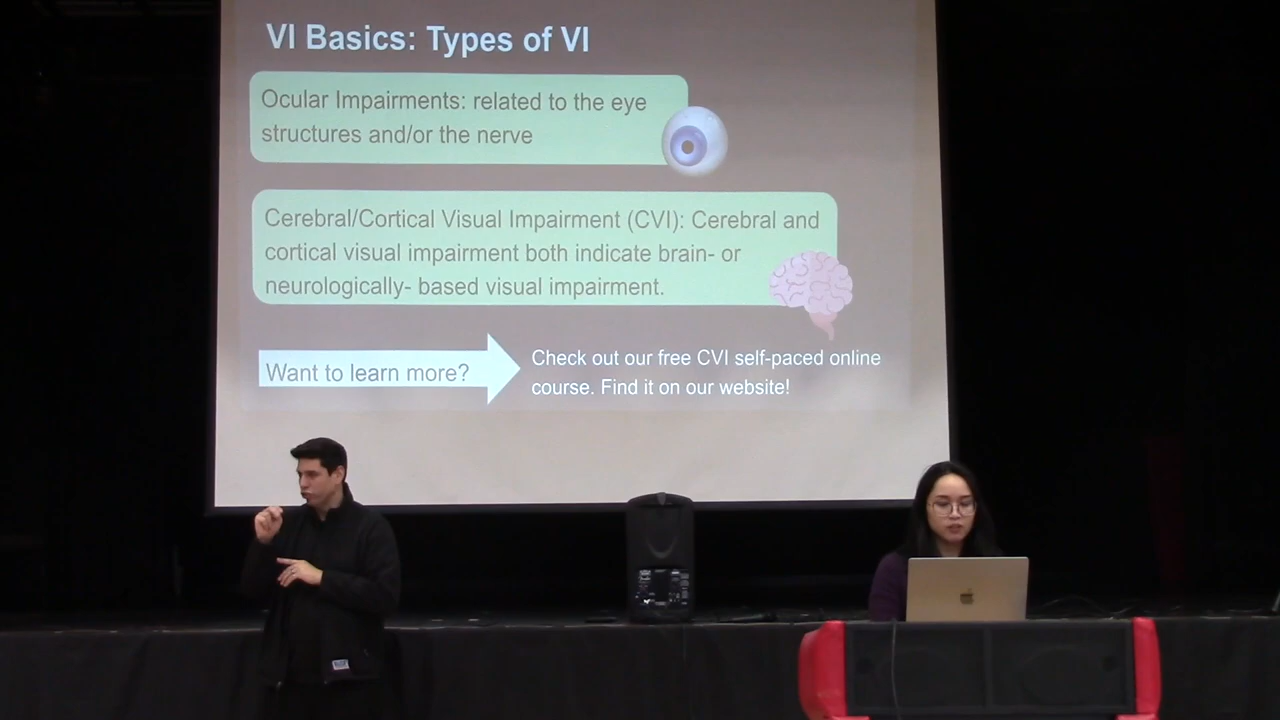 VI Basics: Types of VI
Ocular Impairments: related to the eye
structures and/or the nerve
Cerebral/Cortical Visual Impairment (CVI): Cerebral and
cortical visual impairment both indicate brain- or
neurologically- based visual impairment.
Want to learn more?
Check out our free CVI self-paced online
course. Find it on our website!